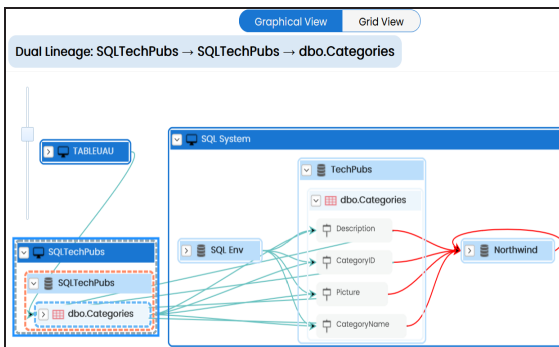 Graphical View
Grid View
Dual Lineage: SQLTechPubs → SQLTechPubs → dbo.Categories
TABLEUAU
SQL System
TechPubs
dbo.Categories
Description
CategoryID
Picture
CategoryName
SQL Env
Northwind
SQLTechPubs
SQLTechPubs
dbo.Categories